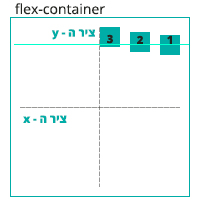 flex-container
ציר ה - y
3 2 1
ציר ה - x